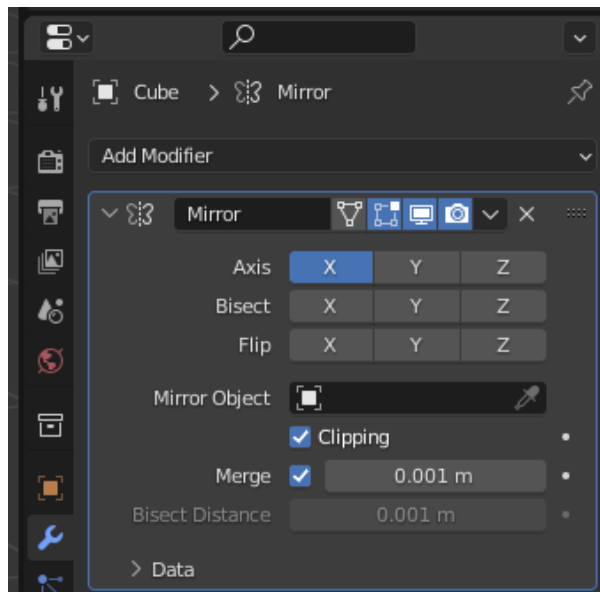 Cube > Mirror
Add Modifier
Mirror
Axis X Y Z
Bisect X Y Z
Flip X Y Z
Mirror Object
Clipping
Merge 0.001 m
Bisect Distance 0.001 m
> Data